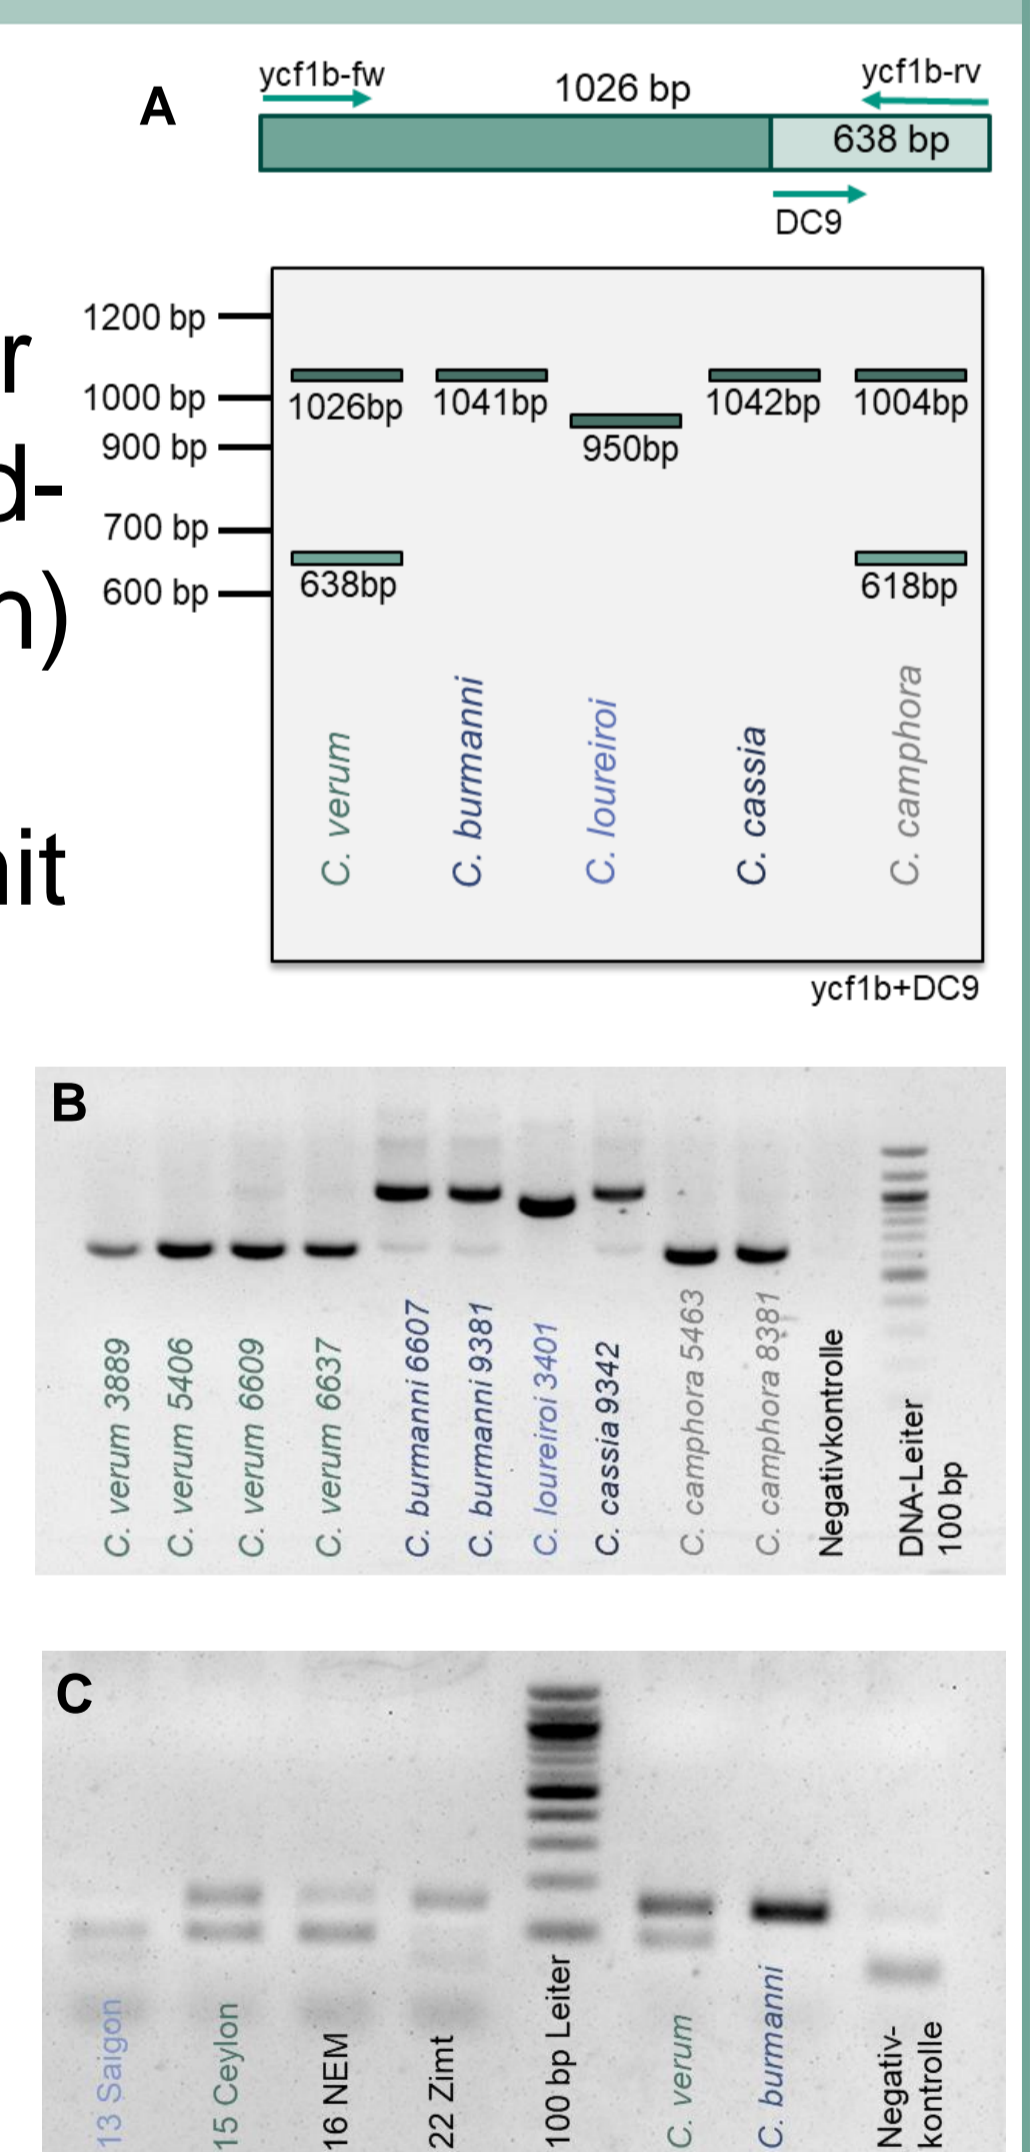 r
d-
n)
nit
A
ycf1b-fw
1026 bp
ycf1b-rv
638 bp
DC9
1200 bp
1000 bp
900 bp
700 bp
600 bp
1026bp
1041bp
950bp
1042bp
1004bp
638bp
618bp
C. verum
C. burmanni
C. loureiroi
C. cassia
C. camphora
ycf1b+DC9
B
C. verum 3889
C. verum 5406
C. verum 6609
C. verum 6637
C. burmanni 6607
C. burmanni 9381
C. loureiroi 3401
C. cassia 9342
C. camphora 5463
C. camphora 8381
Negativkontrolle
DNA-Leiter
100 bp
C
13 Saigon
15 Ceylon
16 NEM
22 Zimt
100 bp Leiter
C. verum
C. burmanni
Negativ-
kontrolle